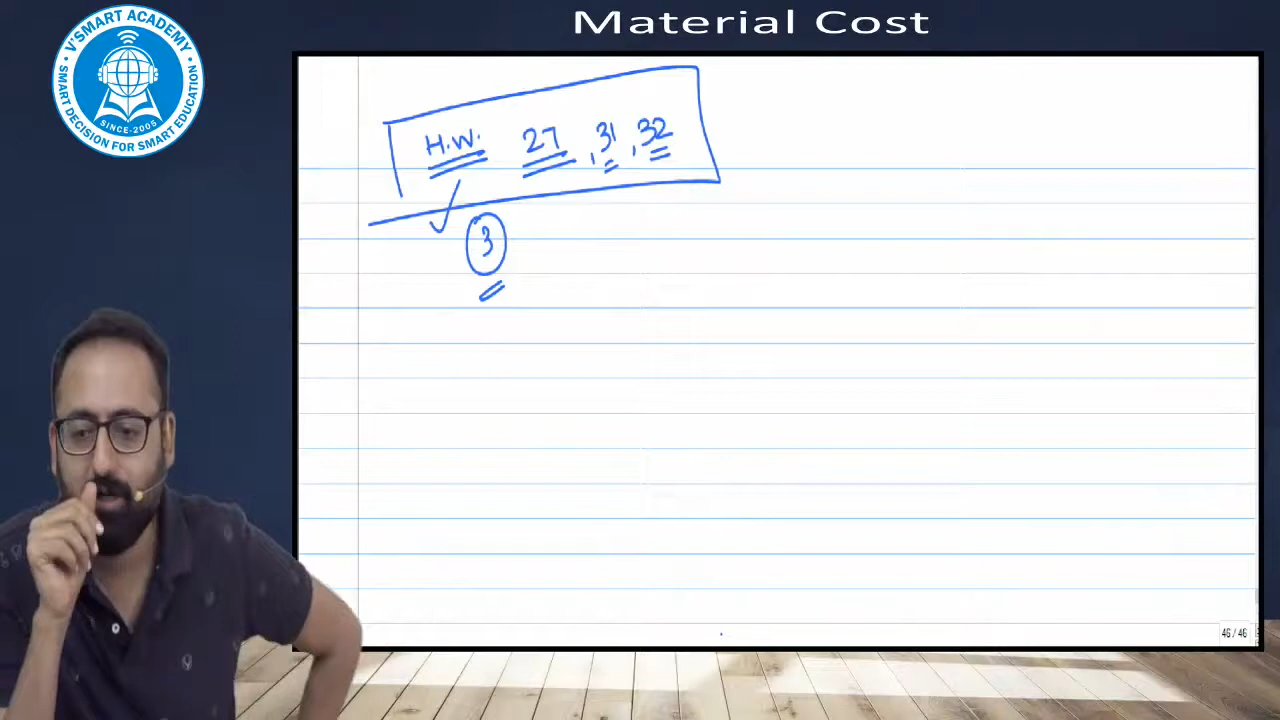 Material Cost
V'SMART ACADEMY
SINCE-2005
SMART DECISION FOR SMART EDUCATION
H.W. 27, 31, 32
3
46 / 46